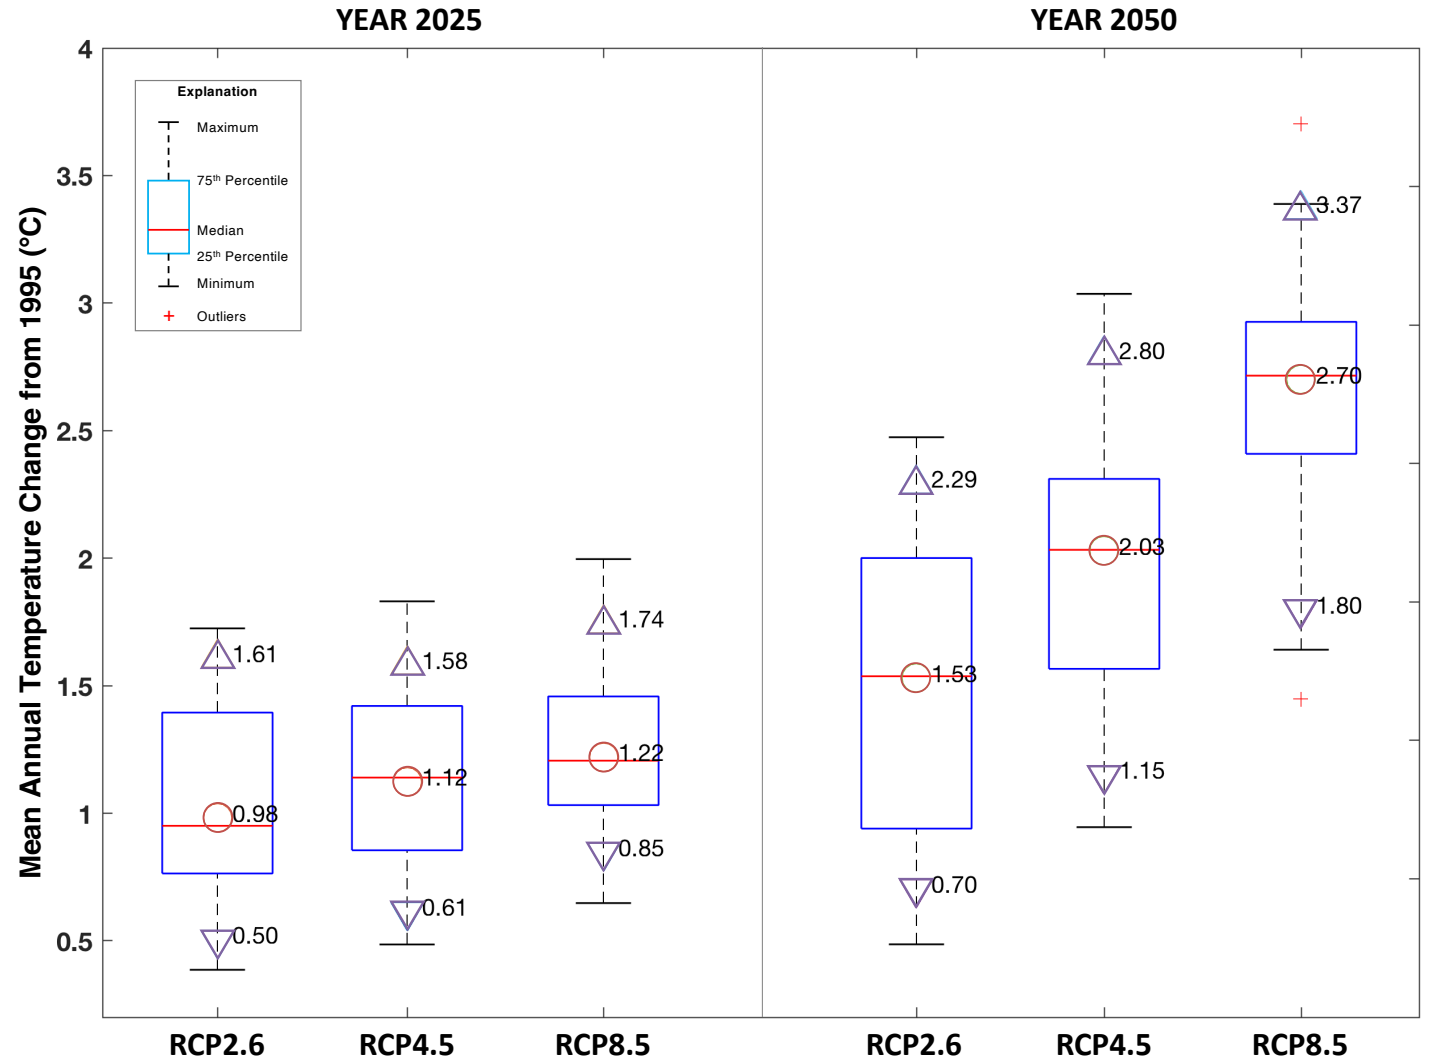 YEAR 2025
YEAR 2050
Mean Annual Temperature Change from 1995 (°C)
4
3.5
3
2.5
2
1.5
1
0.5
Explanation
Maximum
75th Percentile
Median
25th Percentile
Minimum
Outliers
1.61
0.98
0.50
1.58
1.12
0.61
1.74
1.22
0.85
2.29
1.53
0.70
2.80
2.03
1.15
3.37
2.70
1.80
RCP2.6
RCP4.5
RCP8.5
RCP2.6
RCP4.5
RCP8.5